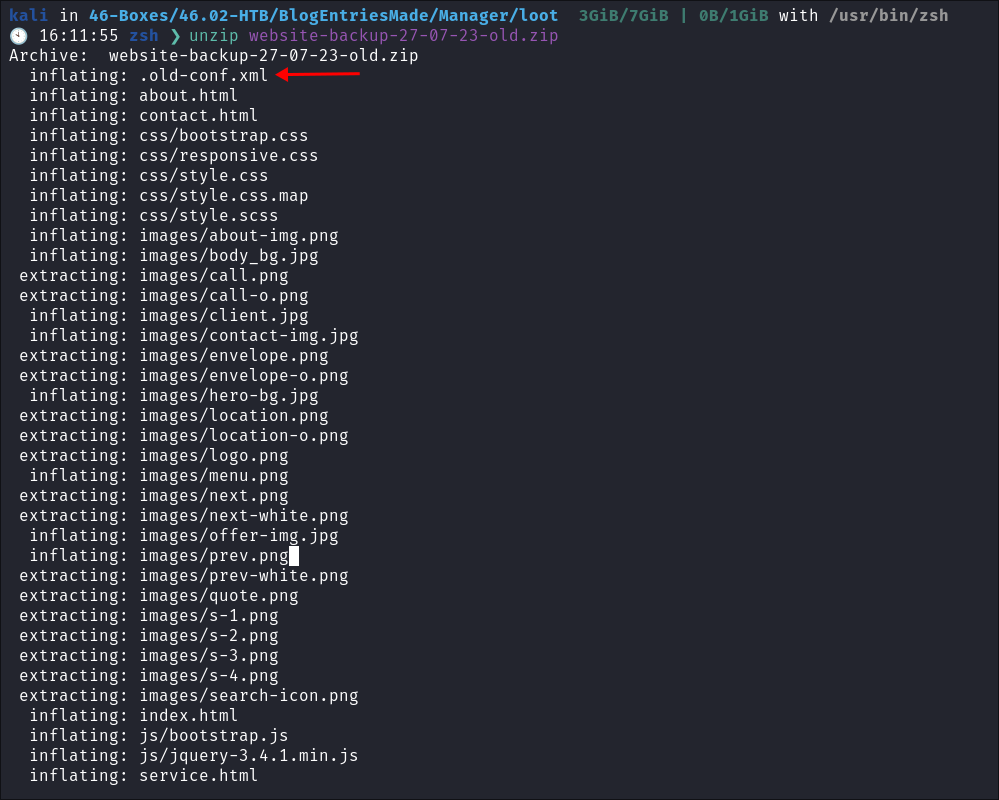 kali in 46-Boxes/46.02-HTB/BlogEntriesMade/Manager/loot  3GiB/7GiB | 0B/1GiB with /usr/bin/zsh
🕙 16:11:55 zsh ❯ unzip website-backup-27-07-23-old.zip
Archive:  website-backup-27-07-23-old.zip
  inflating: .old-conf.xml
  inflating: about.html
  inflating: contact.html
  inflating: css/bootstrap.css
  inflating: css/responsive.css
  inflating: css/style.css
  inflating: css/style.css.map
  inflating: css/style.scss
  inflating: images/about-img.png
  inflating: images/body_bg.jpg
 extracting: images/call.png
 extracting: images/call-o.png
  inflating: images/client.jpg
  inflating: images/contact-img.jpg
 extracting: images/envelope.png
 extracting: images/envelope-o.png
  inflating: images/hero-bg.jpg
 extracting: images/location.png
 extracting: images/location-o.png
 extracting: images/logo.png
  inflating: images/menu.png
 extracting: images/next.png
 extracting: images/next-white.png
  inflating: images/offer-img.jpg
  inflating: images/prev.png
 extracting: images/prev-white.png
 extracting: images/quote.png
 extracting: images/s-1.png
 extracting: images/s-2.png
 extracting: images/s-3.png
 extracting: images/s-4.png
 extracting: images/search-icon.png
  inflating: index.html
  inflating: js/bootstrap.js
  inflating: js/jquery-3.4.1.min.js
  inflating: service.html